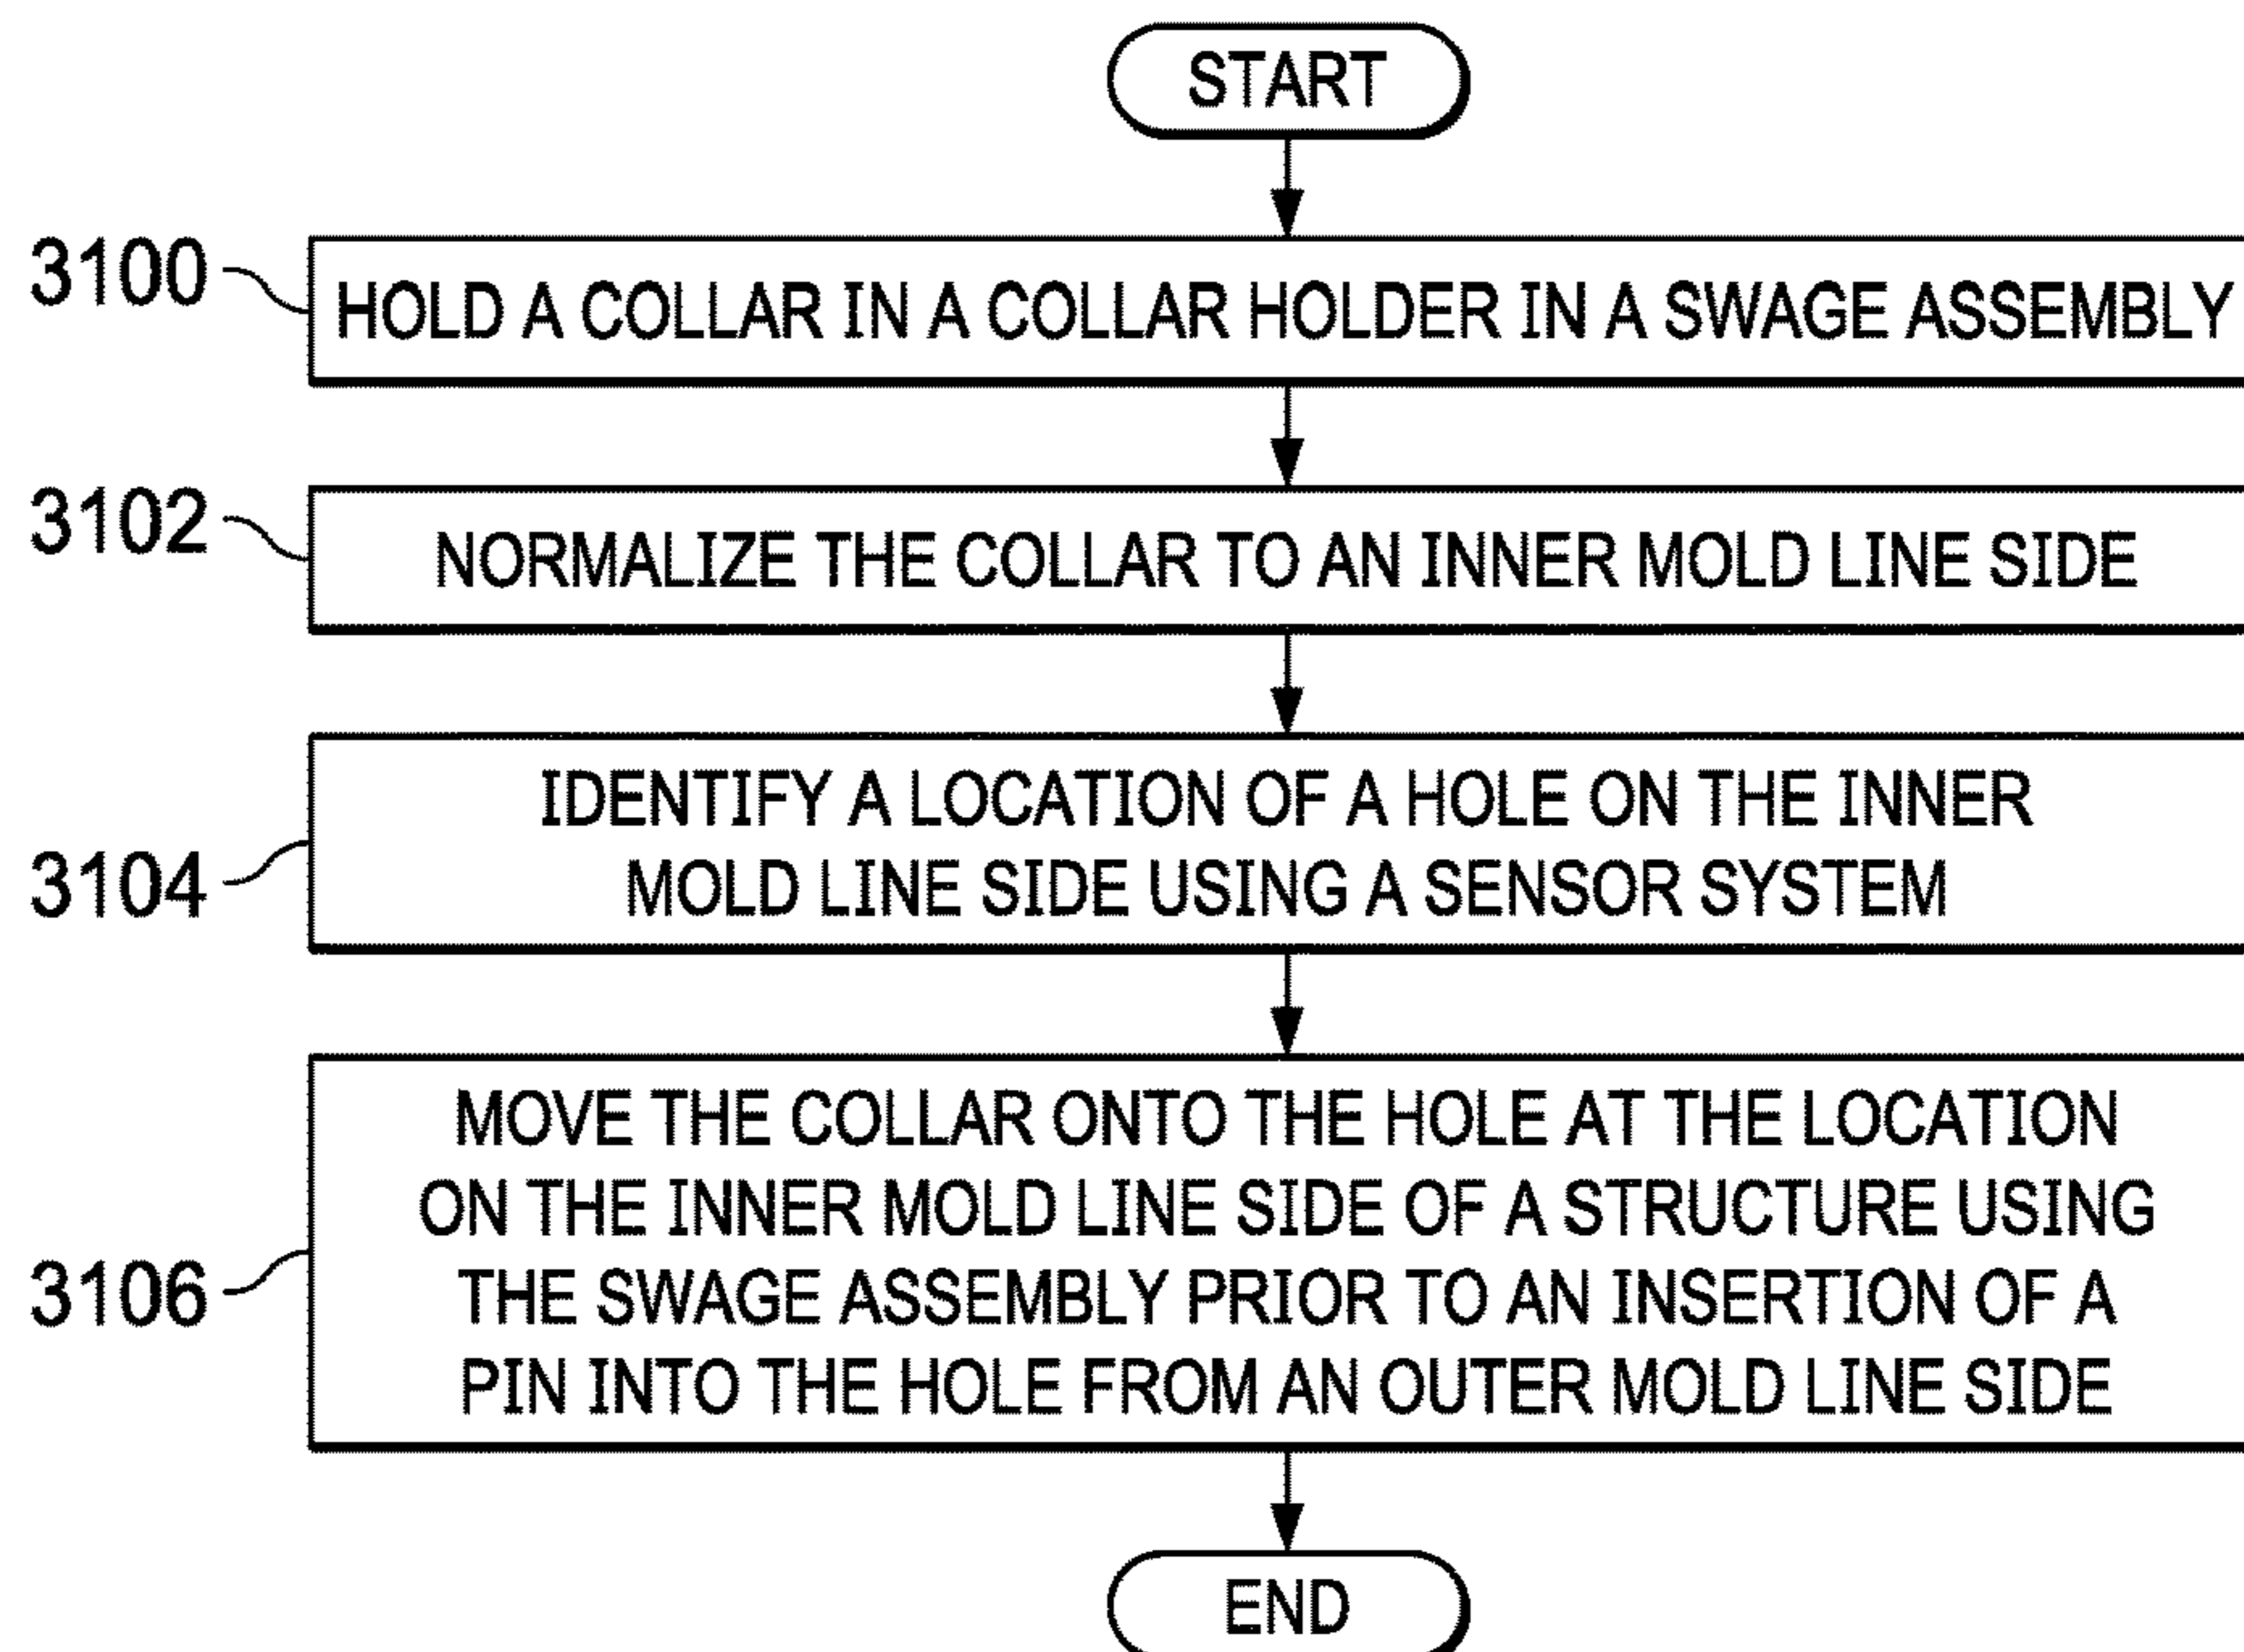 START
3100
HOLD A COLLAR IN A COLLAR HOLDER IN A SWAGE ASSEMBLY
3102
NORMALIZE THE COLLAR TO AN INNER MOLD LINE SIDE
IDENTIFY A LOCATION OF A HOLE ON THE INNER
MOLD LINE SIDE USING A SENSOR SYSTEM
3104
MOVE THE COLLAR ONTO THE HOLE AT THE LOCATION
ON THE INNER MOLD LINE SIDE OF A STRUCTURE USING
THE SWAGE ASSEMBLY PRIOR TO AN INSERTION OF A
PIN INTO THE HOLE FROM AN OUTER MOLD LINE SIDE
3106
END